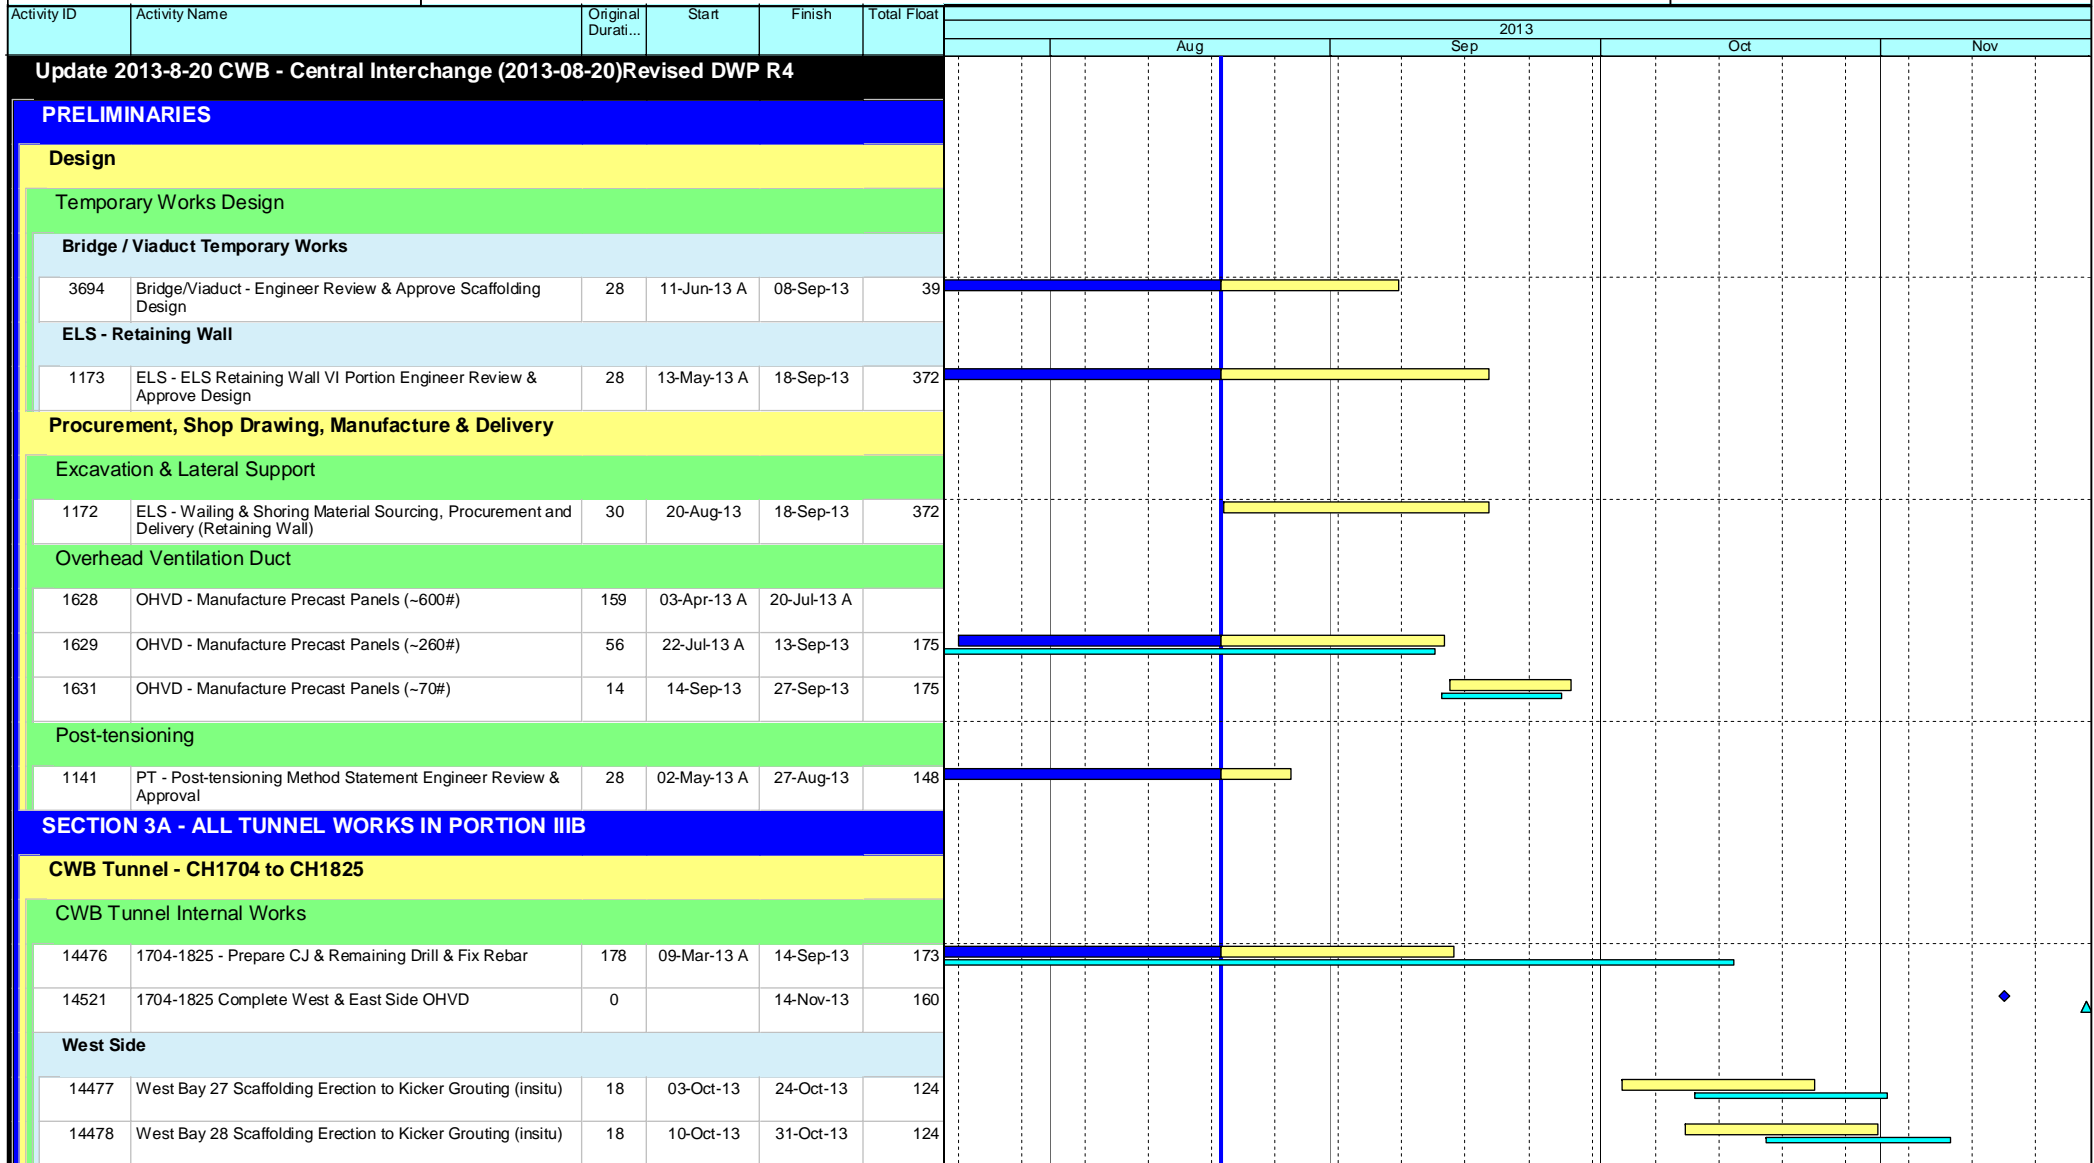 Activity ID Activity Name Original Start Finish Total Float
Durati...
2013
Aug Sep Oct Nov
Update 2013-8-20 CWB - Central Interchange (2013-08-20)Revised DWP R4
PRELIMINARIES
Design
Temporary Works Design
Bridge / Viaduct Temporary Works
3694 Bridge/Viaduct - Engineer Review & Approve Scaffolding 28 11-Jun-13 A 08-Sep-13 39
Design
ELS - Retaining Wall
1173 ELS - ELS Retaining Wall VI Portion Engineer Review & 28 13-May-13 A 18-Sep-13 372
Approve Design
Procurement, Shop Drawing, Manufacture & Delivery
Excavation & Lateral Support
1172 ELS - Wailing & Shoring Material Sourcing, Procurement and 30 20-Aug-13 18-Sep-13 372
Delivery (Retaining Wall)
Overhead Ventilation Duct
1628 OHVD - Manufacture Precast Panels (~600#) 159 03-Apr-13 A 20-Jul-13 A
1629 OHVD - Manufacture Precast Panels (~260#) 56 22-Jul-13 A 13-Sep-13 175
1631 OHVD - Manufacture Precast Panels (~70#) 14 14-Sep-13 27-Sep-13 175
Post-tensioning
1141 PT - Post-tensioning Method Statement Engineer Review & 28 02-May-13 A 27-Aug-13 148
Approval
SECTION 3A - ALL TUNNEL WORKS IN PORTION IIIB
CWB Tunnel - CH1704 to CH1825
CWB Tunnel Internal Works
14476 1704-1825 - Prepare CJ & Remaining Drill & Fix Rebar 178 09-Mar-13 A 14-Sep-13 173
14521 1704-1825 Complete West & East Side OHVD 0 14-Nov-13 160
West Side
14477 West Bay 27 Scaffolding Erection to Kicker Grouting (insitu) 18 03-Oct-13 24-Oct-13 124
14478 West Bay 28 Scaffolding Erection to Kicker Grouting (insitu) 18 10-Oct-13 31-Oct-13 124